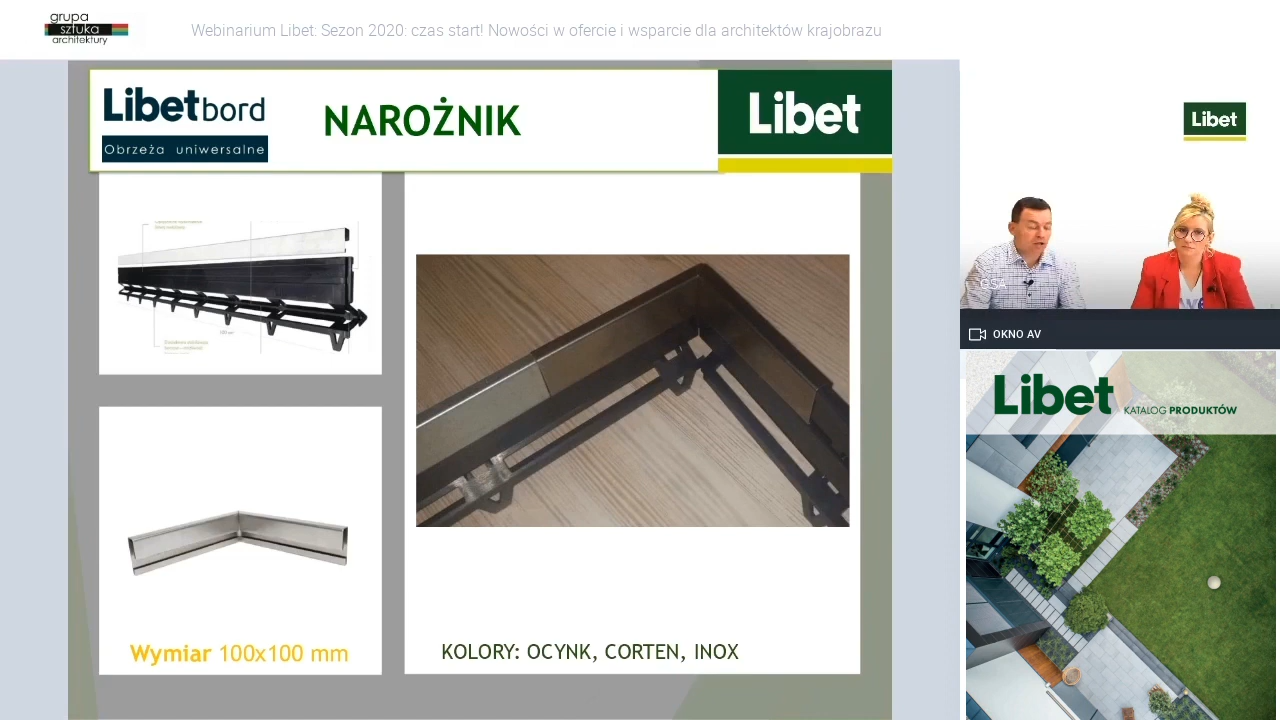 grupa
sztuka
architektury
Webinarium Libet: Sezon 2020: czas start! Nowości w ofercie i wsparcie dla architektów krajobrazu
Libetbord
Obrzeża uniwersalne
NAROŻNIK
Libet
Libet
GSA
OKNO AV
Libet KATALOG PRODUKTÓW
Wymiar 100x100 mm
KOLORY: OCYNK, CORTEN, INOX